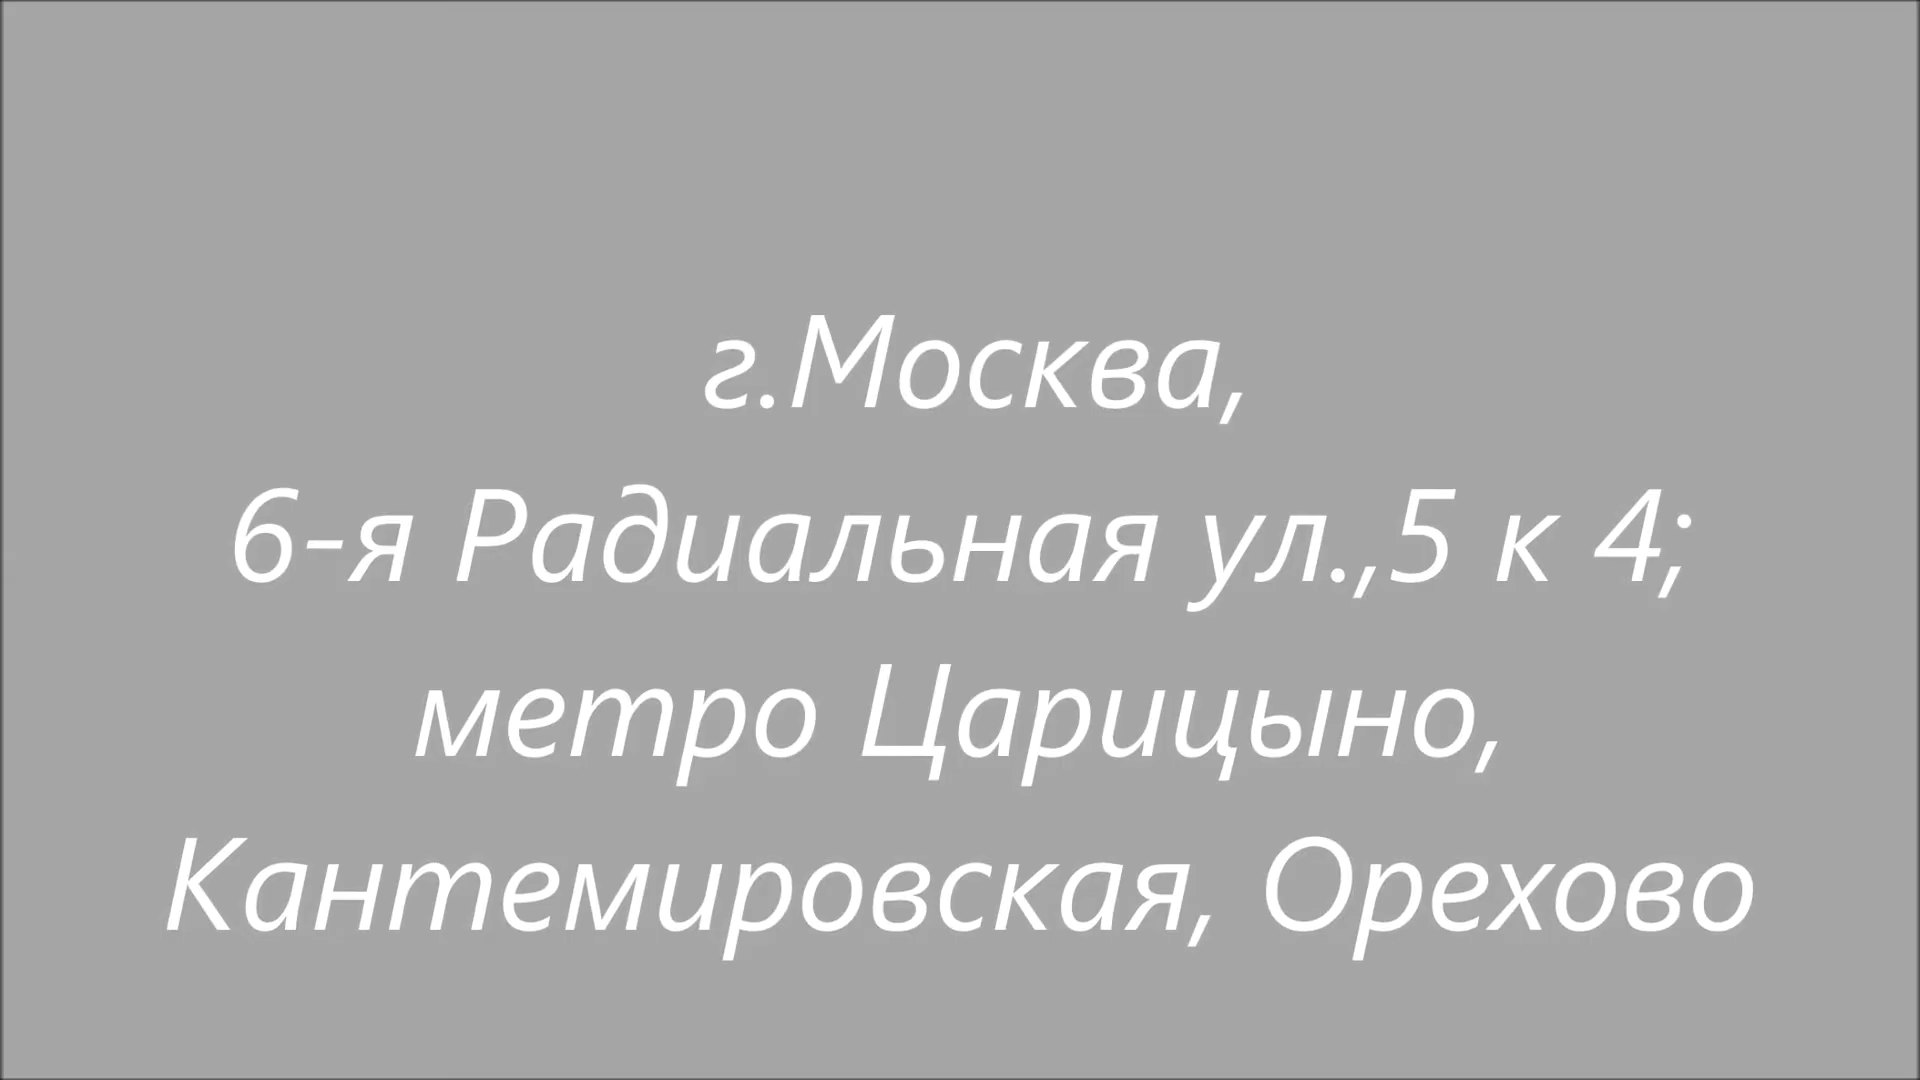 г.Москва,
6-я Радиальная ул.,5 к 4;
метро Царицыно,
Кантемировская, Орехово